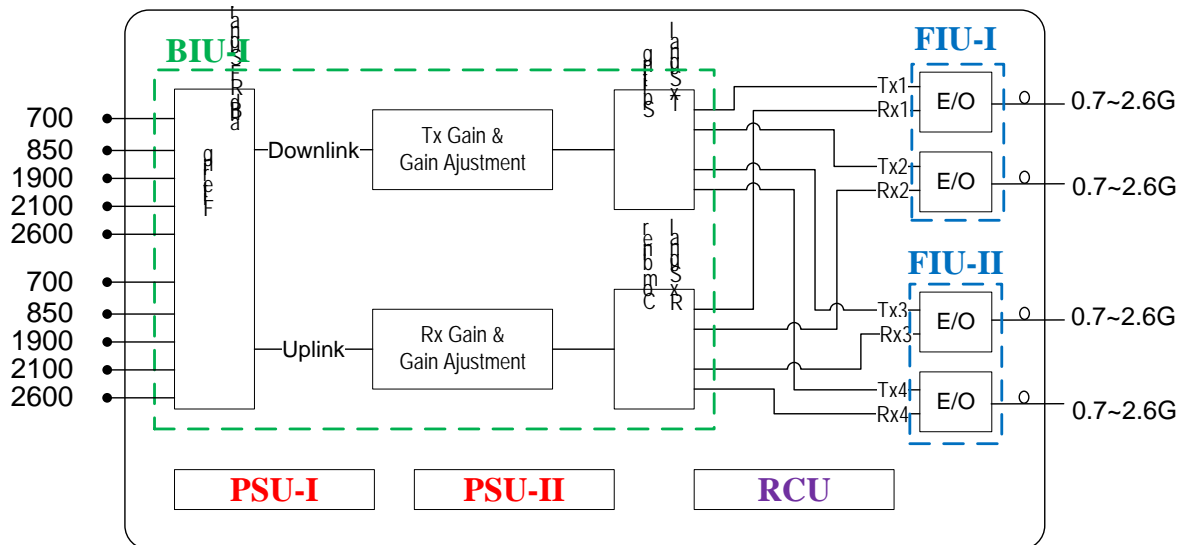 BIU-I
FIU-I
700
850
1900
2100
2600
700
850
1900
2100
2600
Downlink
Uplink
Tx Gain &
Gain Ajustment
Rx Gain &
Gain Ajustment
Tx1
Rx1
Tx2
Rx2
E/O
E/O
0.7~2.6G
0.7~2.6G
FIU-II
Tx3
Rx3
Tx4
Rx4
E/O
E/O
0.7~2.6G
0.7~2.6G
PSU-I
PSU-II
RCU